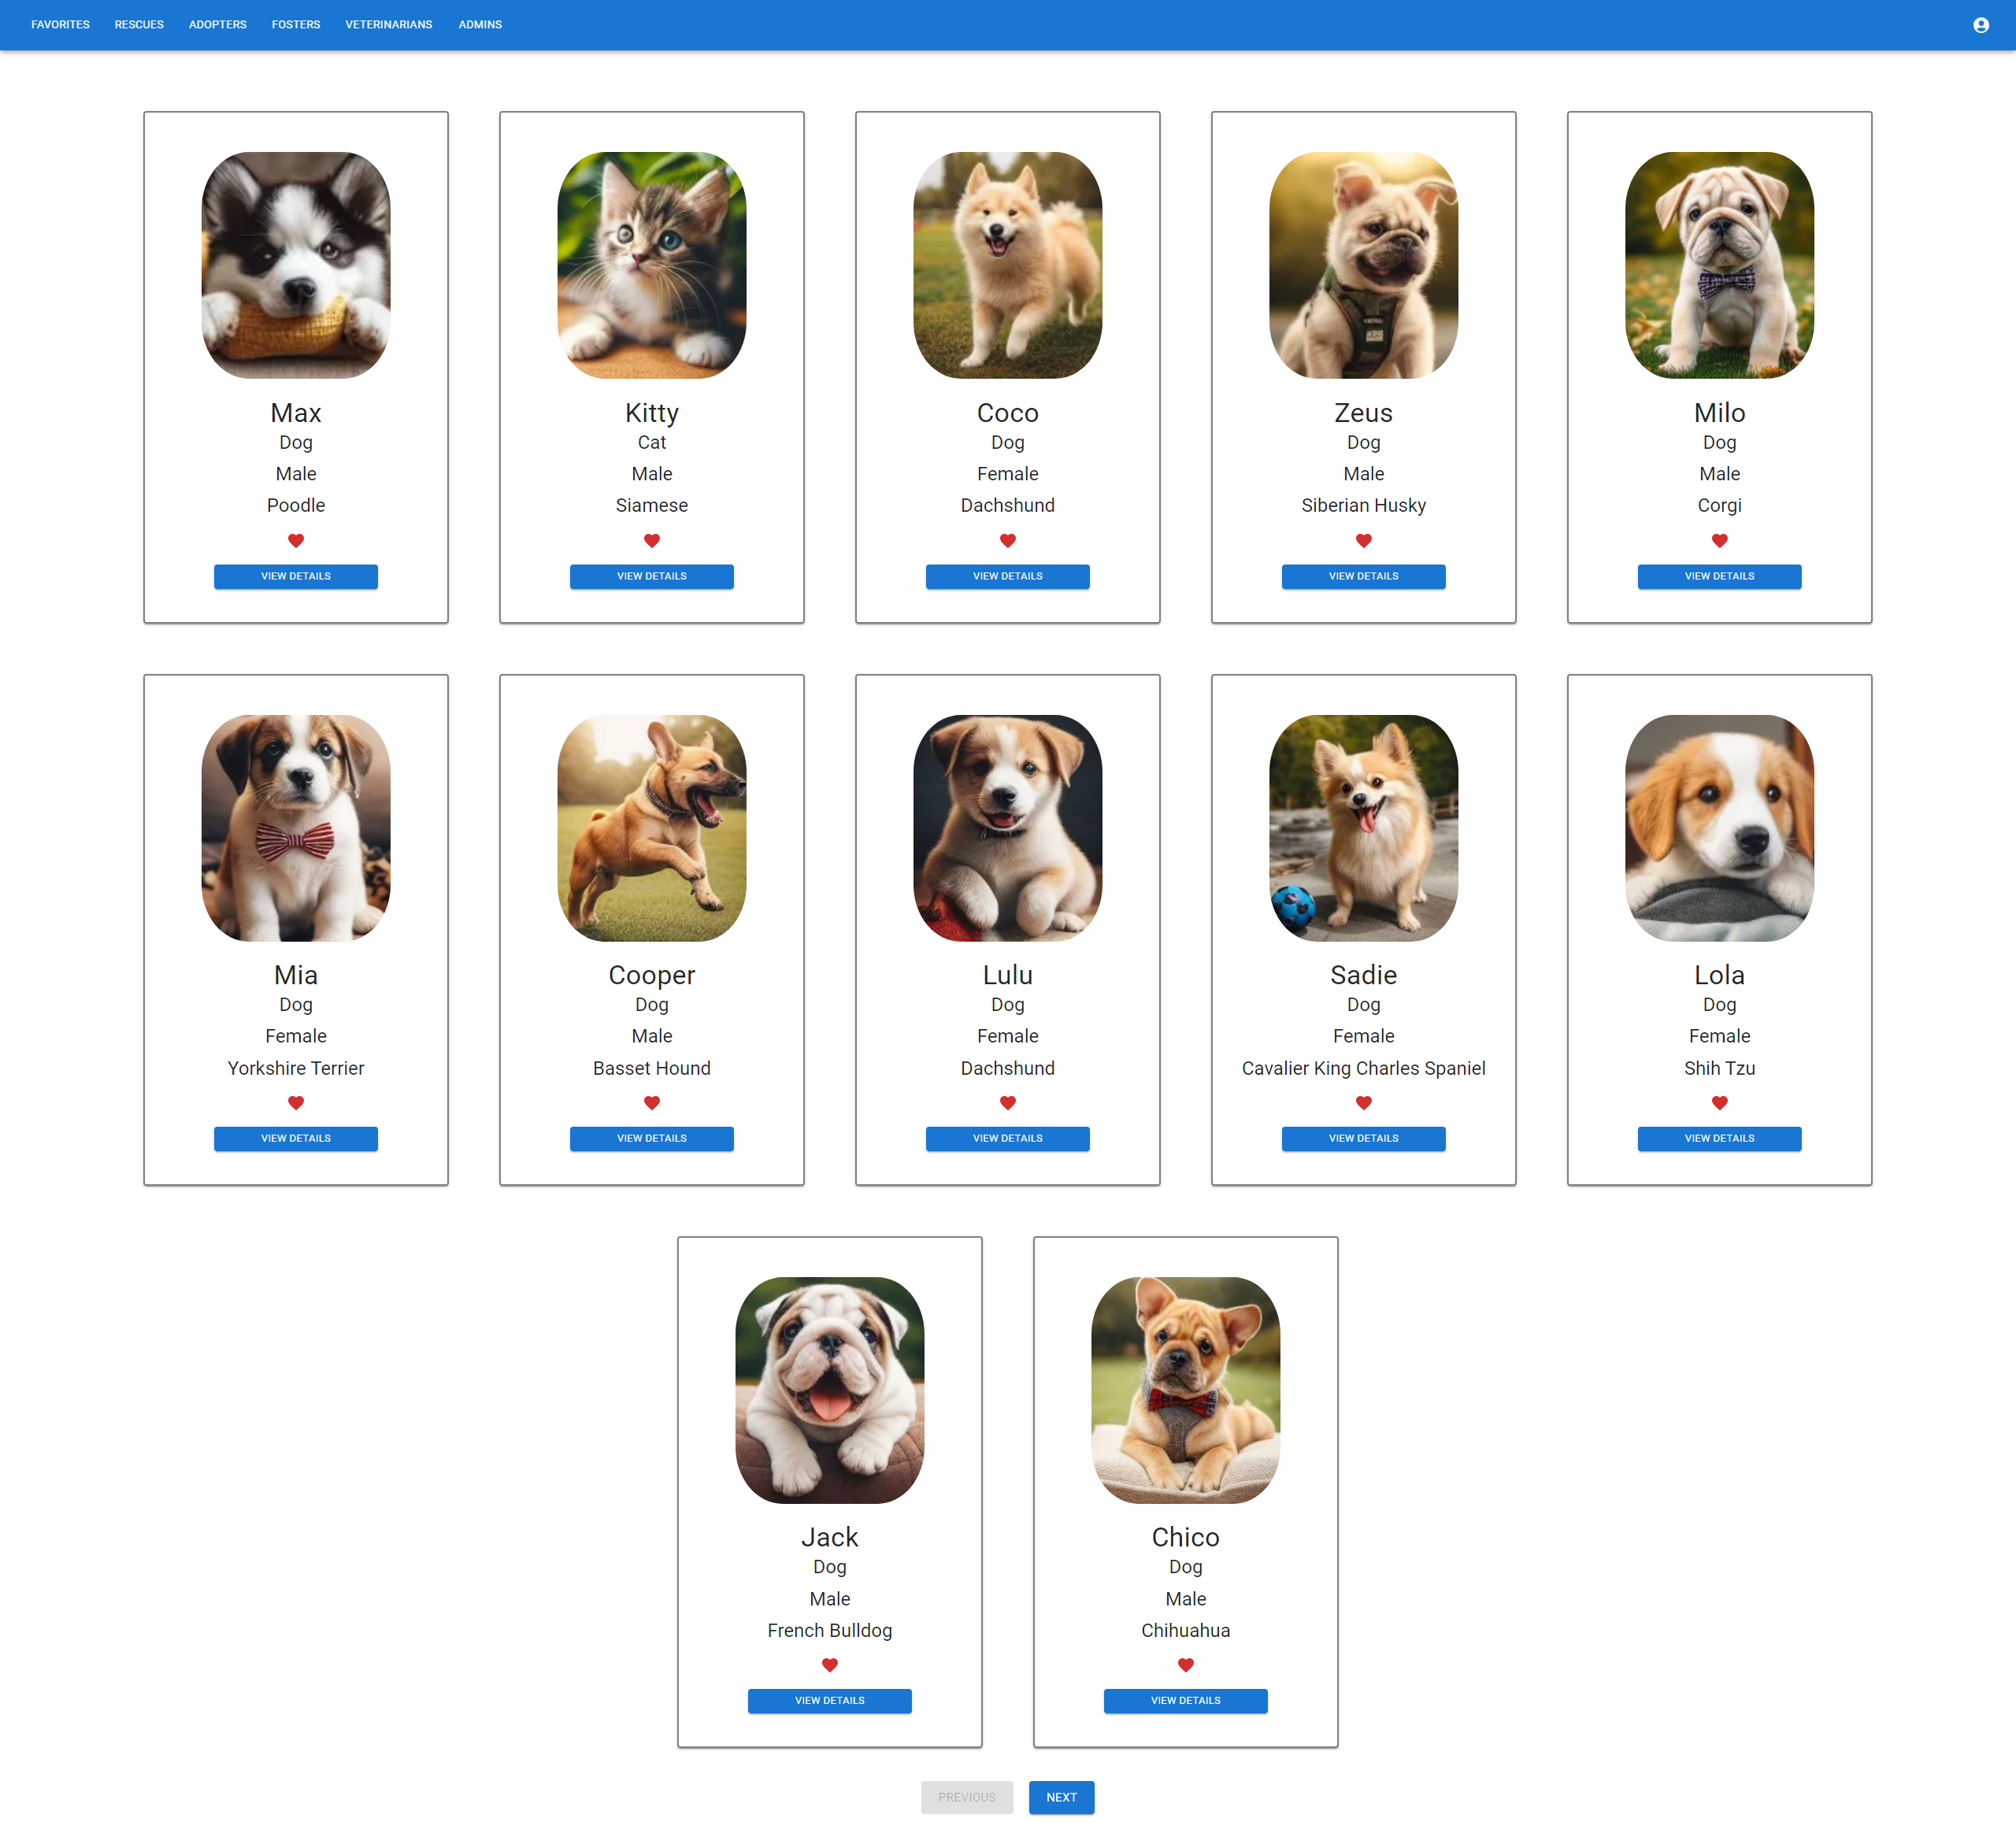 FAVORITES RESCUES ADOPTERS FOSTERS VETERINARIANS ADMINS
Max
Dog
Male
Poodle
VIEW DETAILS
Kitty
Cat
Male
Siamese
VIEW DETAILS
Coco
Dog
Female
Dachshund
VIEW DETAILS
Zeus
Dog
Male
Siberian Husky
VIEW DETAILS
Milo
Dog
Male
Corgi
VIEW DETAILS
Mia
Dog
Female
Yorkshire Terrier
VIEW DETAILS
Cooper
Dog
Male
Basset Hound
VIEW DETAILS
Lulu
Dog
Female
Dachshund
VIEW DETAILS
Sadie
Dog
Female
Cavalier King Charles Spaniel
VIEW DETAILS
Lola
Dog
Female
Shih Tzu
VIEW DETAILS
Jack
Dog
Male
French Bulldog
VIEW DETAILS
Chico
Dog
Male
Chihuahua
VIEW DETAILS
PREVIOUS NEXT